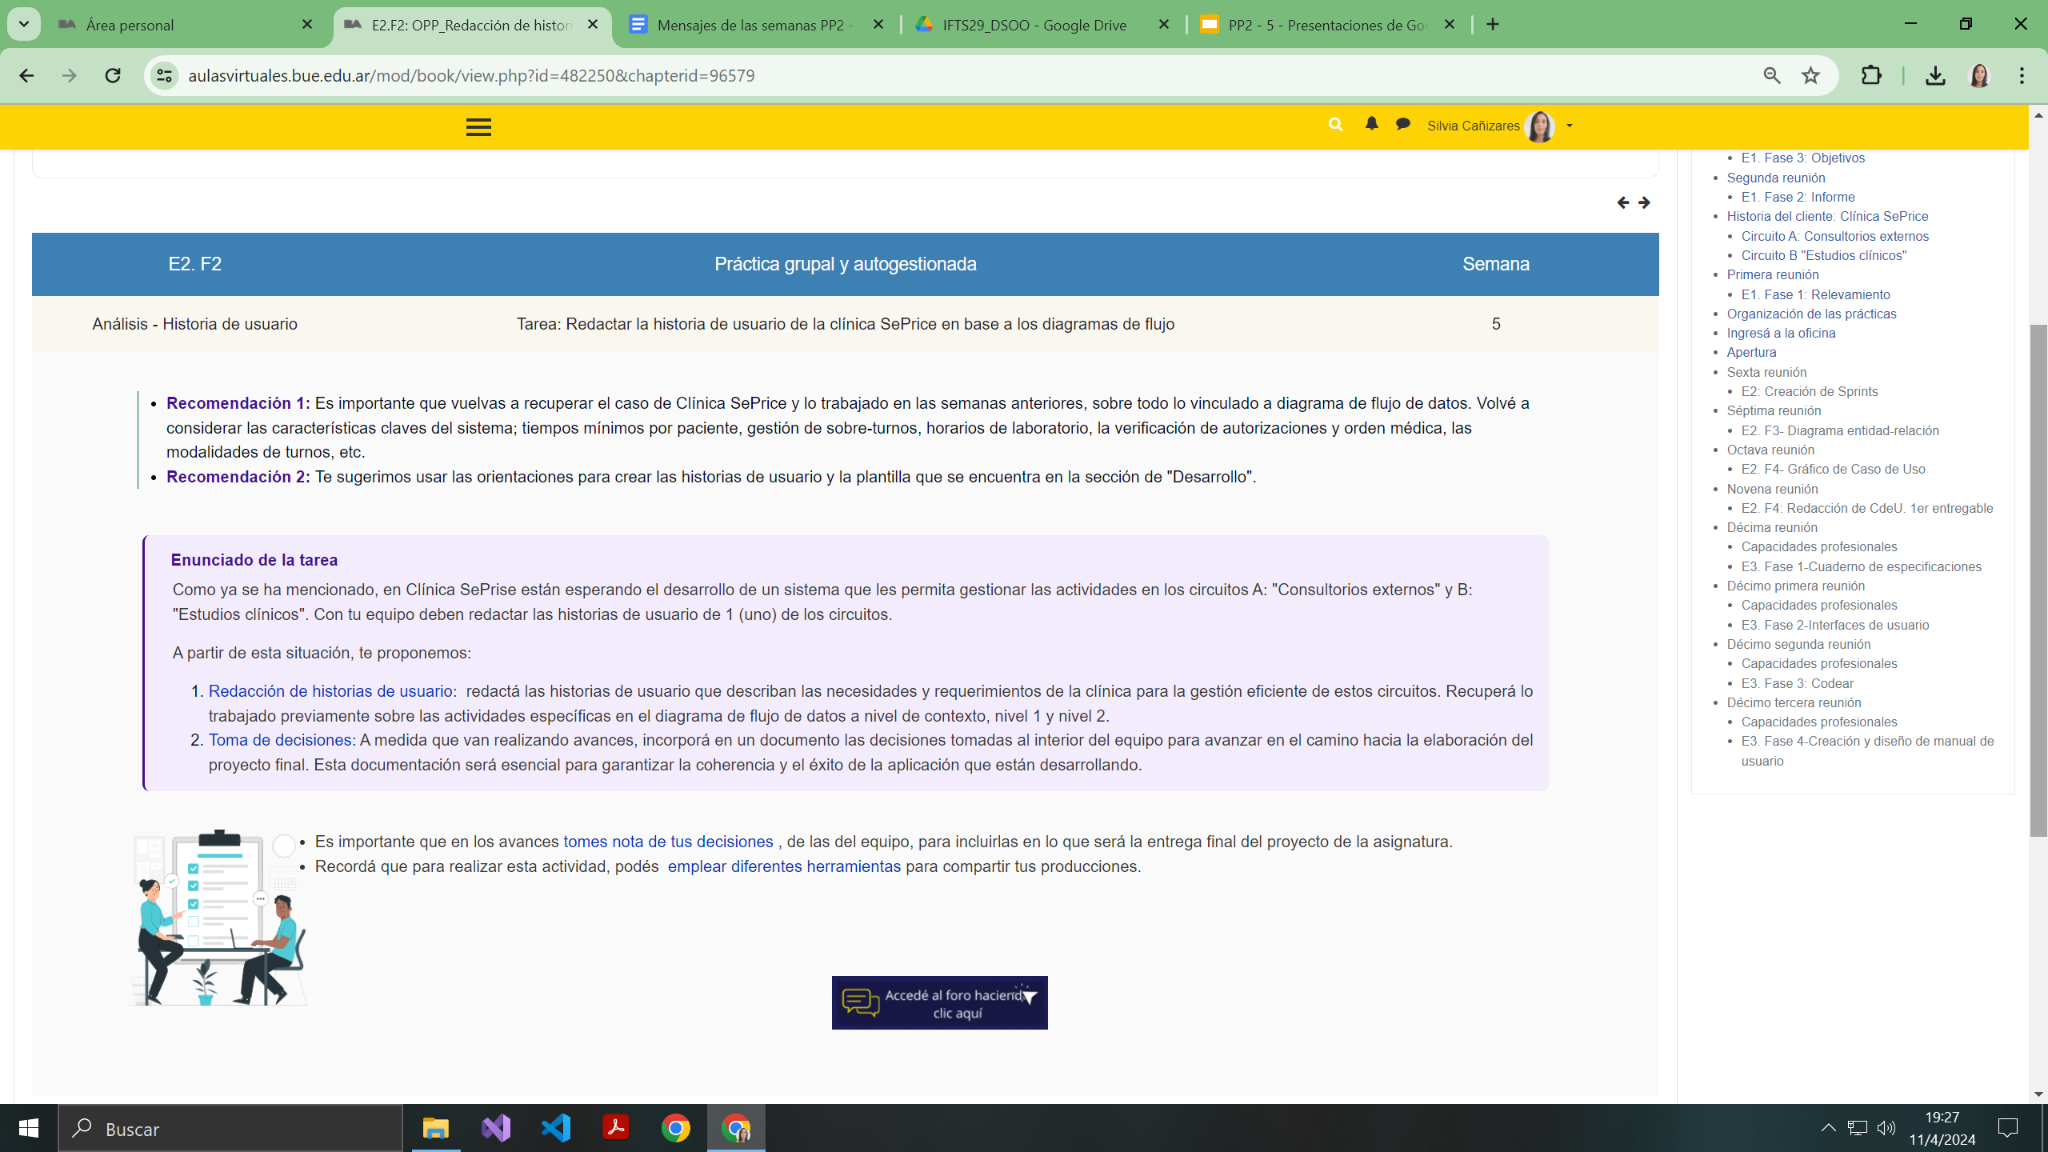 Área personal
E2.F2: OPP_Redacción de histori
Mensajes de las semanas PP2 -
IFTS29_DSOO - Google Drive
PP2 - 5 - Presentaciones de Goo
aulasvirtuales.bue.edu.ar/mod/book/view.php?id=482250&chapterid=96579
Silvia Cañizares
E2. F2
Práctica grupal y autogestionada
Semana
Análisis - Historia de usuario
Tarea: Redactar la historia de usuario de la clínica SePrice en base a los diagramas de flujo
5
• Recomendación 1: Es importante que vuelvas a recuperar el caso de Clínica SePrice y lo trabajado en las semanas anteriores, sobre todo lo vinculado a diagrama de flujo de datos. Volvé a
considerar las características claves del sistema; tiempos mínimos por paciente, gestión de sobre-turnos, horarios de laboratorio, la verificación de autorizaciones y orden médica, las
modalidades de turnos, etc.
• Recomendación 2: Te sugerimos usar las orientaciones para crear las historias de usuario y la plantilla que se encuentra en la sección de "Desarrollo".
Enunciado de la tarea
Como ya se ha mencionado, en Clínica SePrise están esperando el desarrollo de un sistema que les permita gestionar las actividades en los circuitos A: "Consultorios externos" y B:
"Estudios clínicos". Con tu equipo deben redactar las historias de usuario de 1 (uno) de los circuitos.
A partir de esta situación, te proponemos:
1. Redacción de historias de usuario: redactá las historias de usuario que describan las necesidades y requerimientos de la clínica para la gestión eficiente de estos circuitos. Recuperá lo
trabajado previamente sobre las actividades específicas en el diagrama de flujo de datos a nivel de contexto, nivel 1 y nivel 2.
2. Toma de decisiones: A medida que van realizando avances, incorporá en un documento las decisiones tomadas al interior del equipo para avanzar en el camino hacia la elaboración del
proyecto final. Esta documentación será esencial para garantizar la coherencia y el éxito de la aplicación que están desarrollando.
• Es importante que en los avances tomes nota de tus decisiones , de las del equipo, para incluirlas en lo que será la entrega final del proyecto de la asignatura.
• Recordá que para realizar esta actividad, podés emplear diferentes herramientas para compartir tus producciones.
Accedé al foro haciendo
clic aquí
• E1. Fase 3: Objetivos
• Segunda reunión
• E1. Fase 2: Informe
• Historia del cliente: Clínica SePrice
• Circuito A: Consultorios externos
• Circuito B "Estudios clínicos"
• Primera reunión
• E1. Fase 1: Relevamiento
• Organización de las prácticas
• Ingresá a la oficina
• Apertura
• Sexta reunión
• E2: Creación de Sprints
• Séptima reunión
• E2. F3- Diagrama entidad-relación
• Octava reunión
• E2. F4- Gráfico de Caso de Uso
• Novena reunión
• E2. F4: Redacción de CdeU. 1er entregable
• Décima reunión
• Capacidades profesionales
• E3. Fase 1-Cuaderno de especificaciones
• Décimo primera reunión
• Capacidades profesionales
• E3. Fase 2-Interfaces de usuario
• Décimo segunda reunión
• Capacidades profesionales
• E3. Fase 3: Codear
• Décimo tercera reunión
• Capacidades profesionales
• E3. Fase 4-Creación y diseño de manual de
usuario
Buscar
19:27
11/4/2024